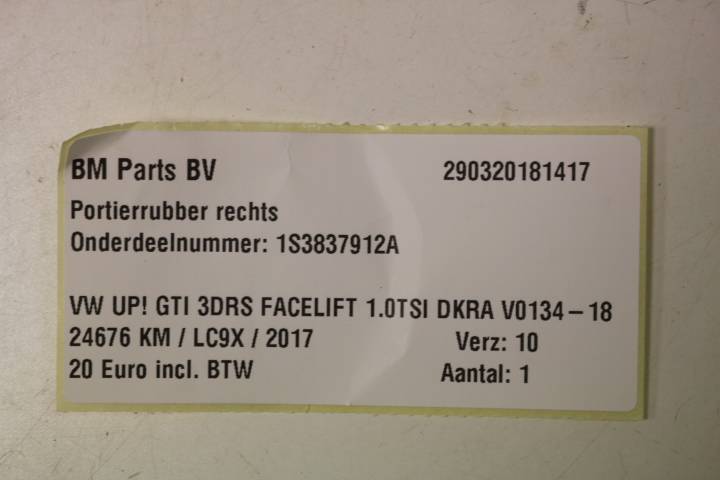 BM Parts BV 290320181417
Portierrubber rechts
Onderdeelnummer: 1S3837912A
VW UP! GTI 3DRS FACELIFT 1.0TSI DKRA V0134-18
24676 KM / LC9X / 2017 Verz: 10
20 Euro incl. BTW Aantal: 1